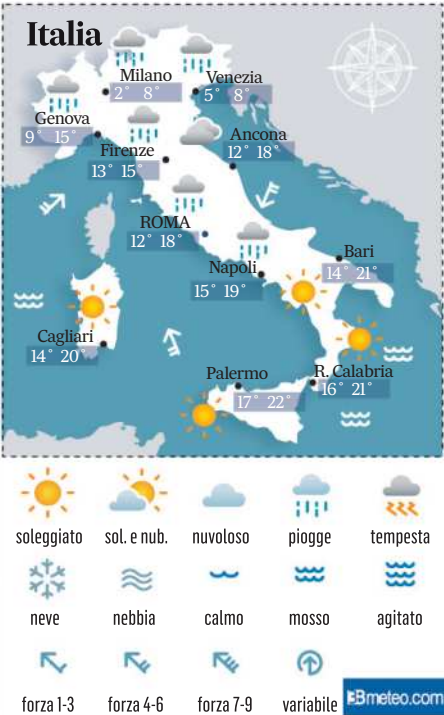 Italia
Milano
2° 8°
Venezia
5° 8°
Genova
9° 15°
Firenze
13° 15°
Ancona
12° 18°
ROMA
12° 18°
Napoli
15° 19°
Bari
14° 21°
Cagliari
14° 20°
Palermo
17° 22°
R. Calabria
16° 21°
soleggiato sol. e nub. nuvoloso piogge tempesta
neve nebbia calmo mosso agitato
forza 1-3 forza 4-6 forza 7-9 variabile
3Bmeteo.com